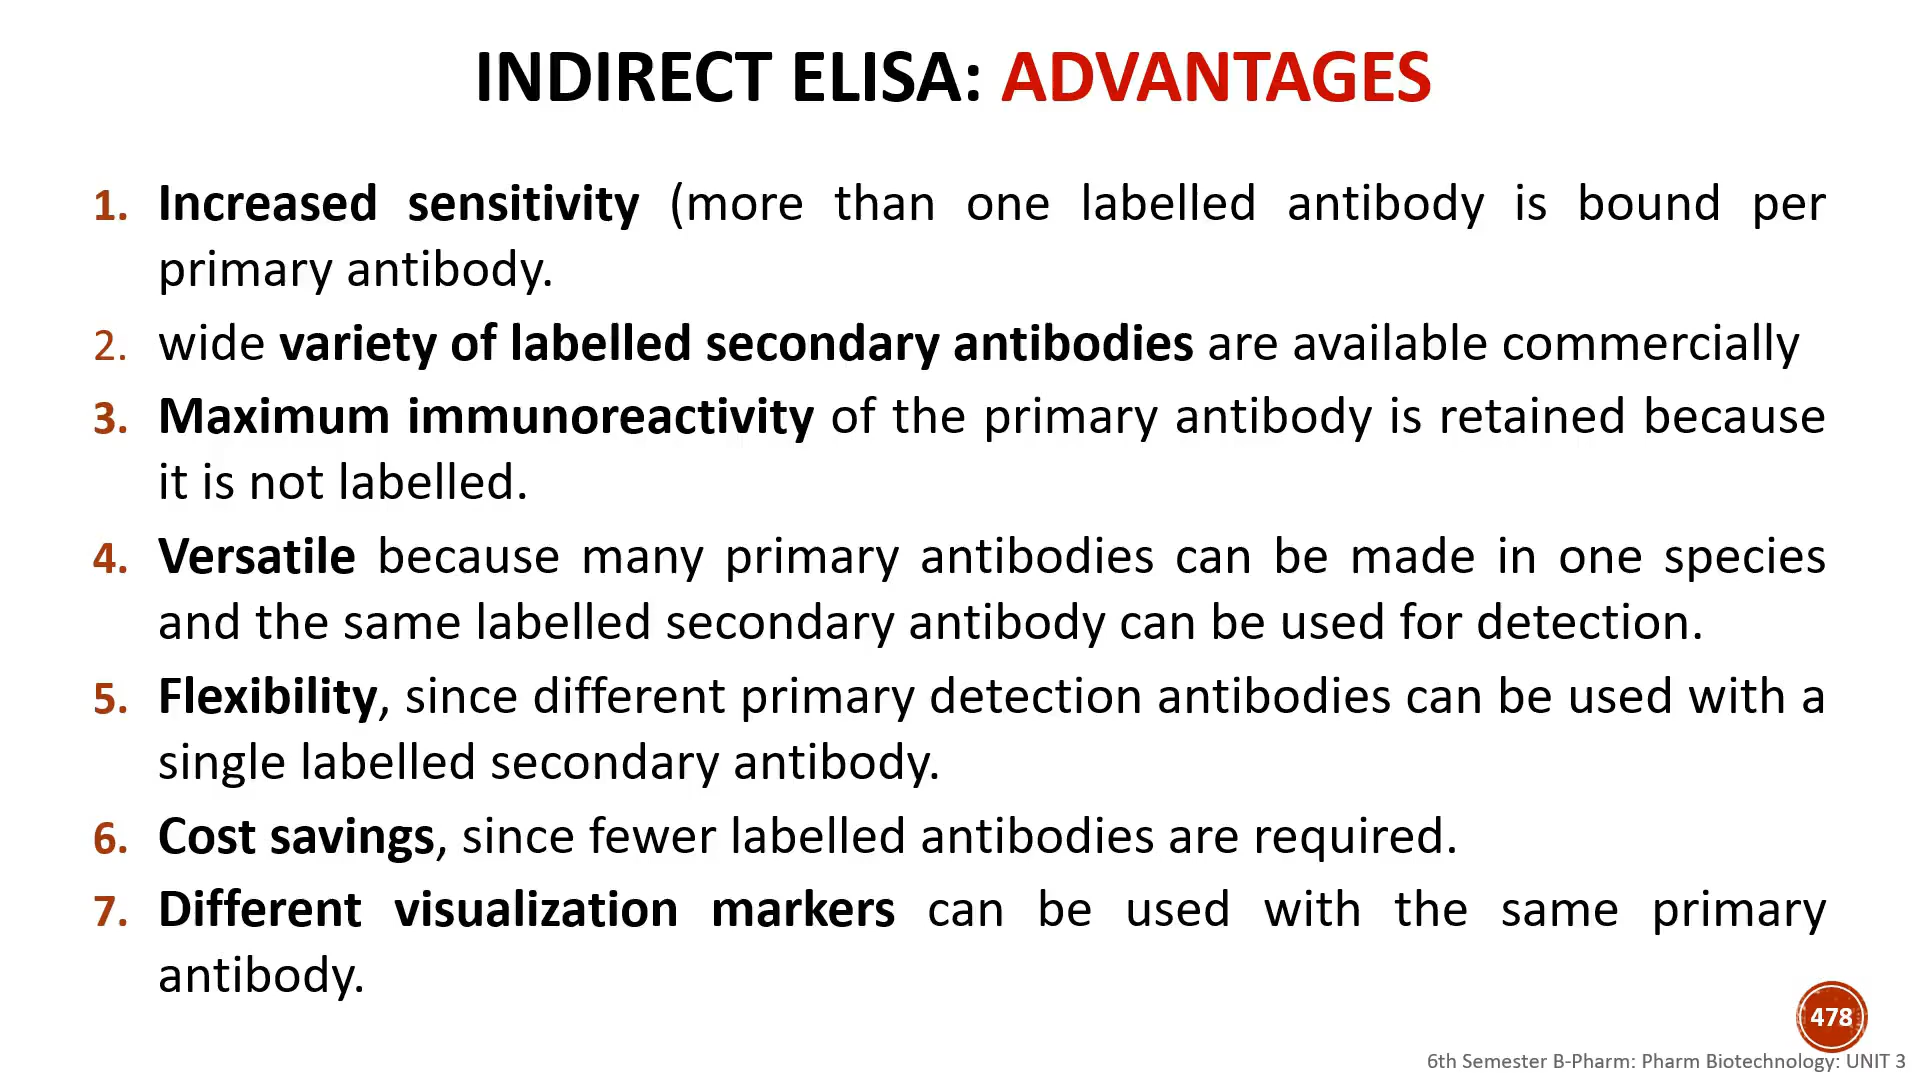 INDIRECT ELISA: ADVANTAGES
1. Increased sensitivity (more than one labelled antibody is bound per
primary antibody.
2. wide variety of labelled secondary antibodies are available commercially
3. Maximum immunoreactivity of the primary antibody is retained because
it is not labelled.
4. Versatile because many primary antibodies can be made in one species
and the same labelled secondary antibody can be used for detection.
5. Flexibility, since different primary detection antibodies can be used with a
single labelled secondary antibody.
6. Cost savings, since fewer labelled antibodies are required.
7. Different visualization markers can be used with the same primary
antibody.
478
6th Semester B-Pharm: Pharm Biotechnology: UNIT 3